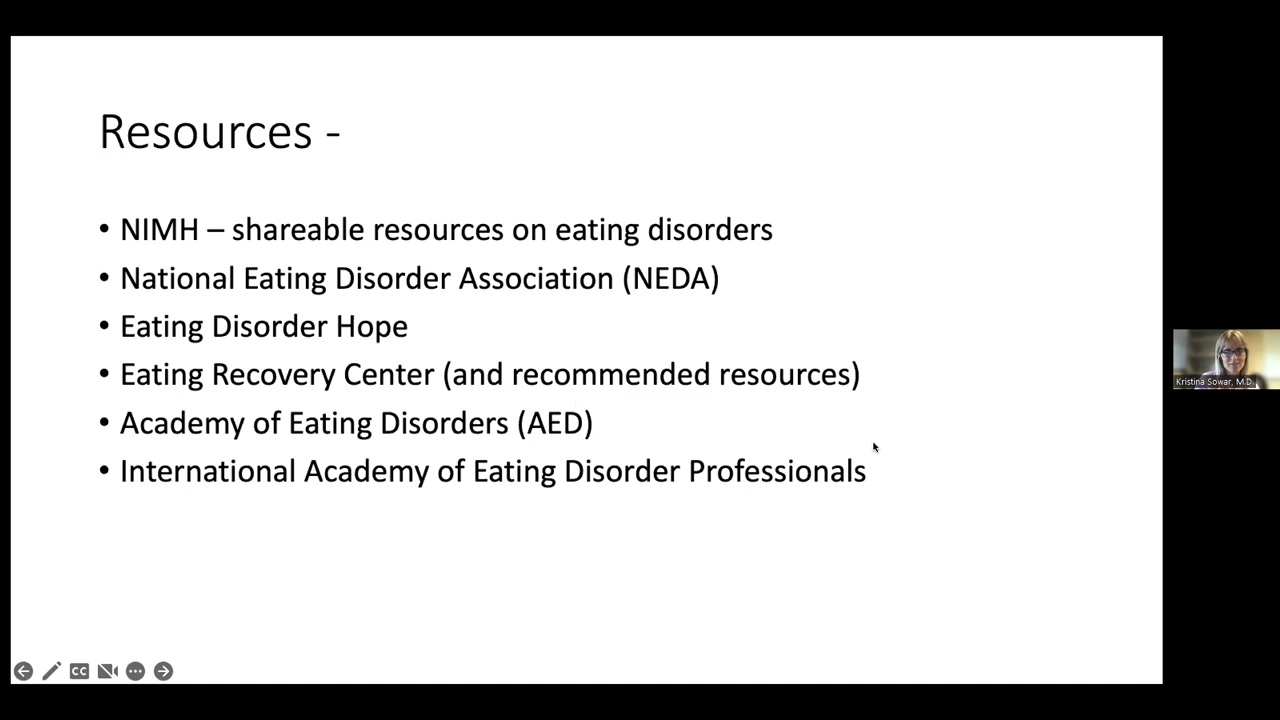 Resources -
• NIMH – shareable resources on eating disorders
• National Eating Disorder Association (NEDA)
• Eating Disorder Hope
• Eating Recovery Center (and recommended resources)
• Academy of Eating Disorders (AED)
• International Academy of Eating Disorder Professionals
Kristina Sowar, M.D.
CC